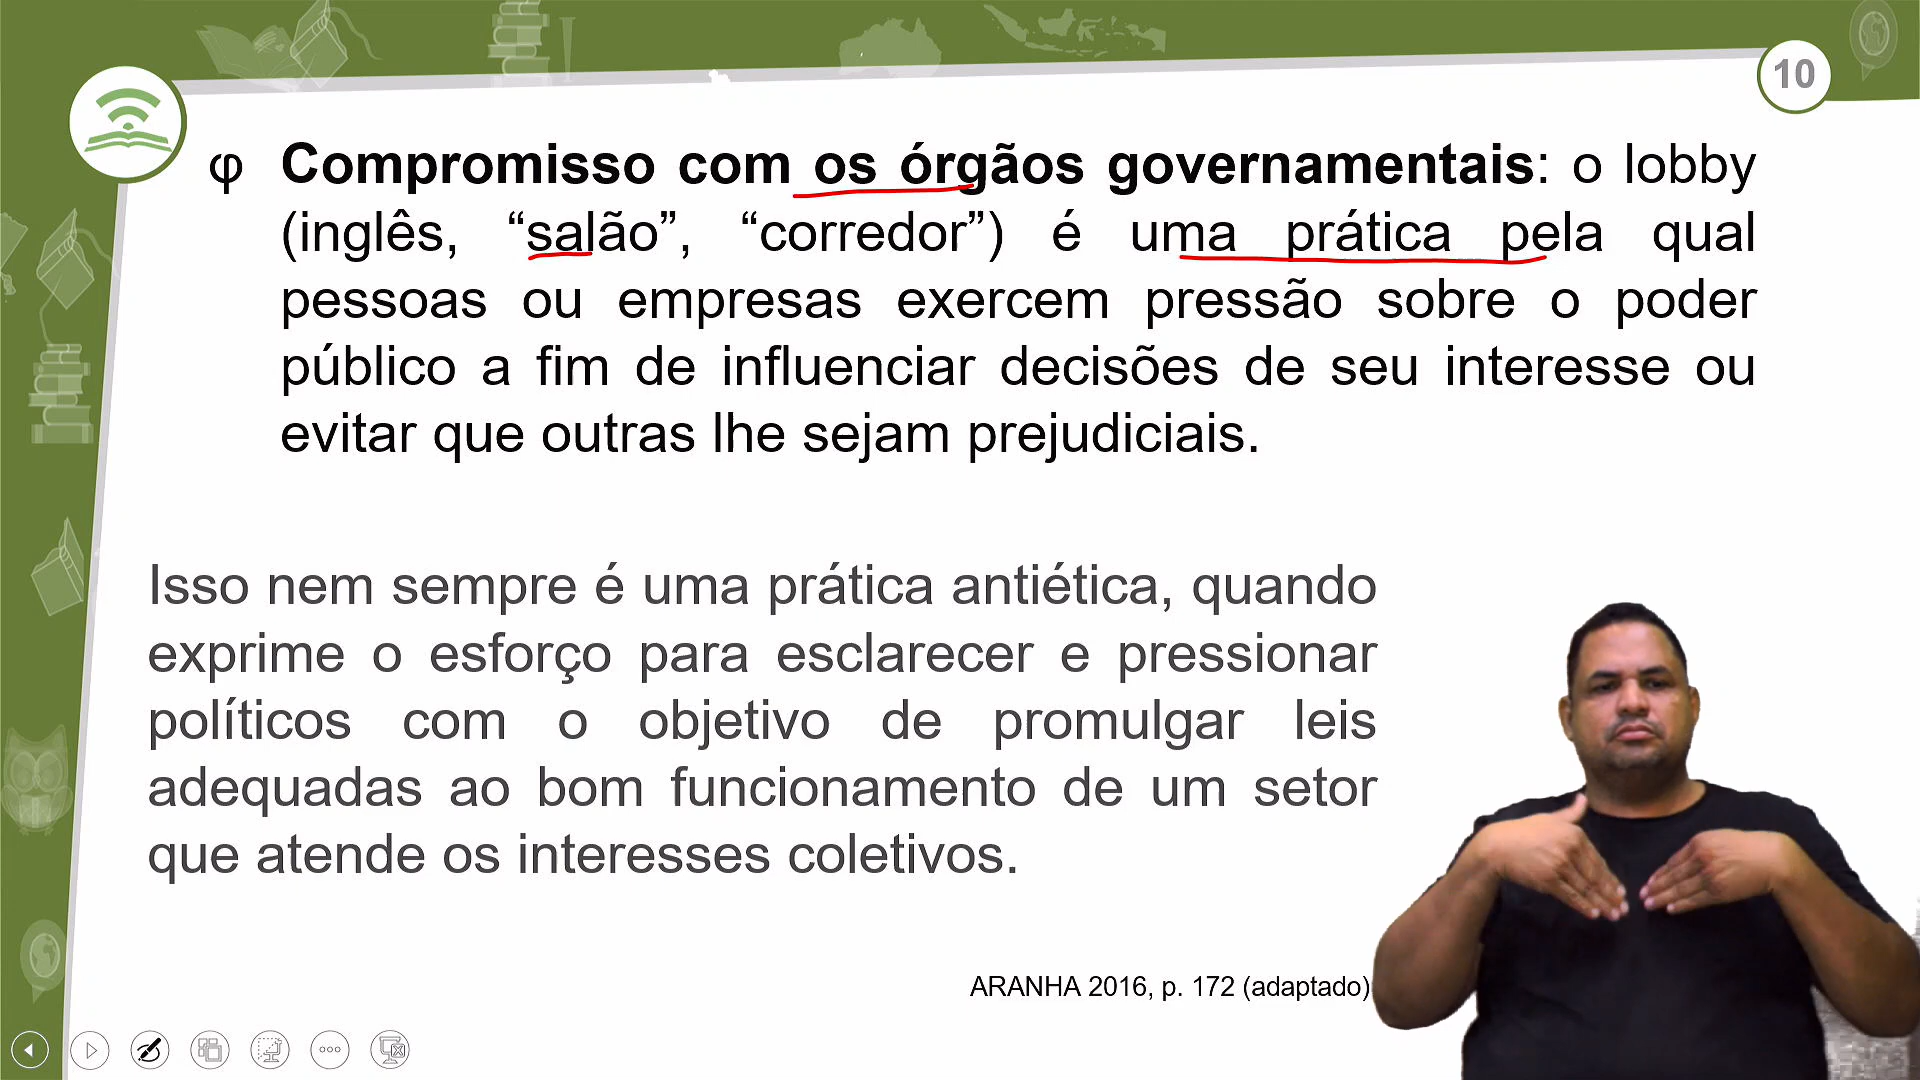 10
φ Compromisso com os órgãos governamentais: o lobby
(inglês, “salão”, “corredor”) é uma prática pela qual
pessoas ou empresas exercem pressão sobre o poder
público a fim de influenciar decisões de seu interesse ou
evitar que outras lhe sejam prejudiciais.
Isso nem sempre é uma prática antiética, quando
exprime o esforço para esclarecer e pressionar
políticos com o objetivo de promulgar leis
adequadas ao bom funcionamento de um setor
que atende os interesses coletivos.
ARANHA 2016, p. 172 (adaptado)